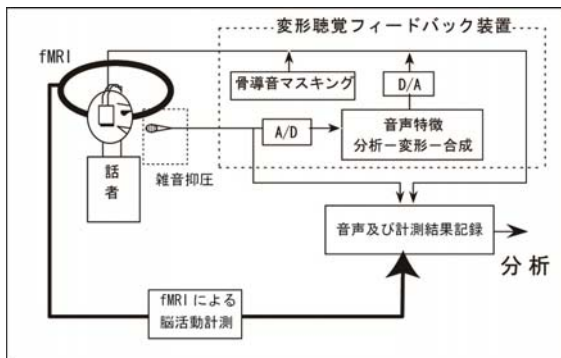 変形聴覚フィードバック装置
fMRI
骨導音マスキング
D/A
A/D
音声特徴
分析－変形－合成
雑音抑圧
話者
音声及び計測結果記録
分析
fMRIによる
脳活動計測